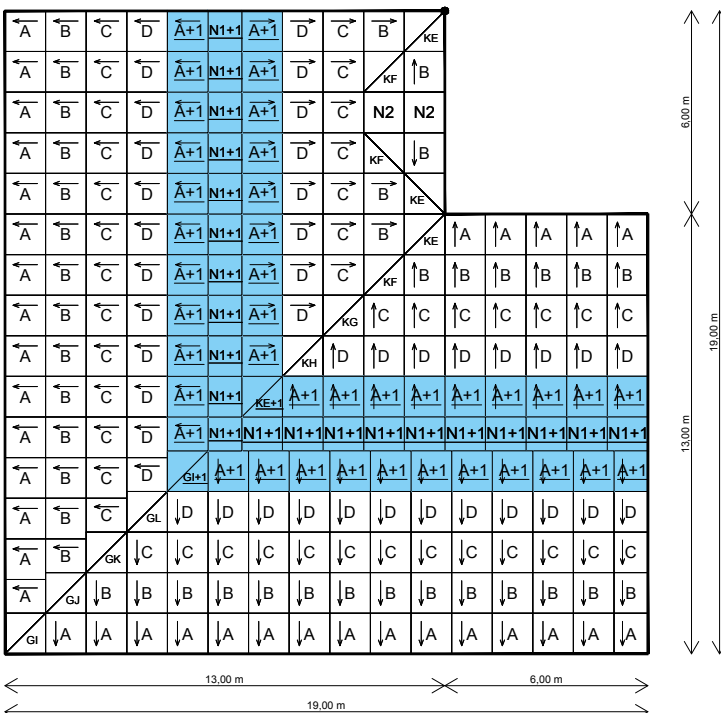 A B C D A+1 N1+1 A+1 D C B KE
A B C D A+1 N1+1 A+1 D C KF B
A B C D A+1 N1+1 A+1 D C N2 N2
A B C D A+1 N1+1 A+1 D C KF B
A B C D A+1 N1+1 A+1 D C B KE
A B C D A+1 N1+1 A+1 D C B KE A A A A A
A B C D A+1 N1+1 A+1 D C KF B B B B B B
A B C D A+1 N1+1 A+1 D KG C C C C C C C
A B C D A+1 N1+1 A+1 KH D D D D D D D D
A B C D A+1 N1+1 KE+1 A+1 A+1 A+1 A+1 A+1 A+1 A+1 A+1 A+1
A B C D A+1 N1+1 N1+1 N1+1 N1+1 N1+1 N1+1 N1+1 N1+1 N1+1 N1+1 N1+1
A B C D GI+1 A+1 A+1 A+1 A+1 A+1 A+1 A+1 A+1 A+1 A+1 A+1
A B C GL D D D D D D D D D D D D
A B GK C C C C C C C C C C C C C
A GJ B B B B B B B B B B B B B B
GI A A A A A A A A A A A A A A A
6,00 m
13,00 m
19,00 m
13,00 m 6,00 m
19,00 m